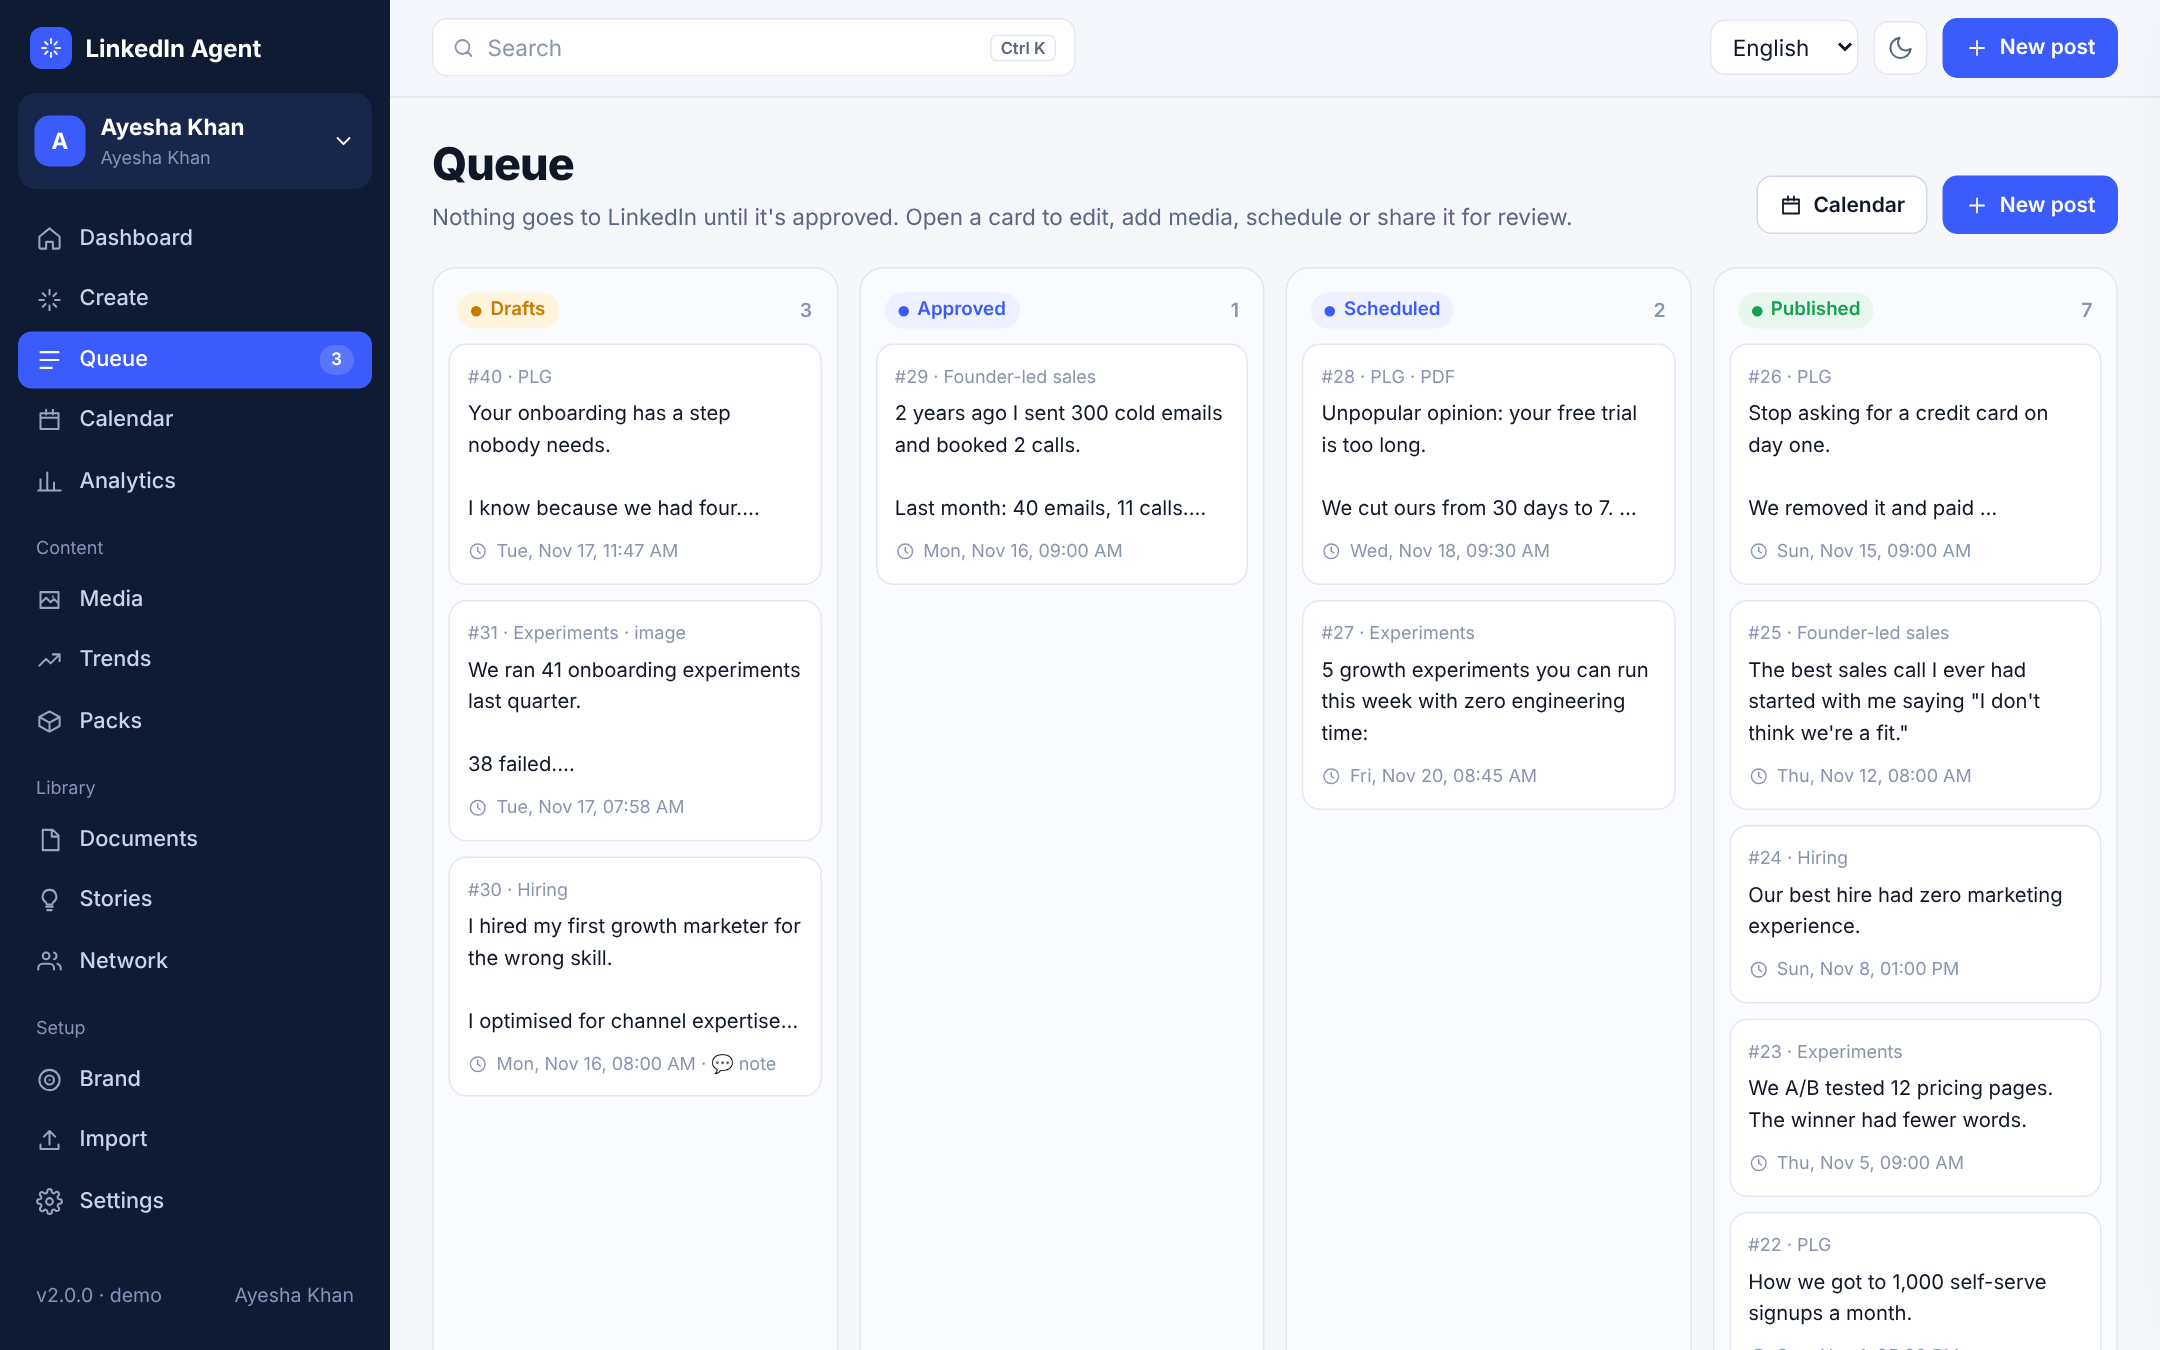 LinkedIn Agent
A
Ayesha Khan
Ayesha Khan
Dashboard
Create
Queue 3
Calendar
Analytics
Content
Media
Trends
Packs
Library
Documents
Stories
Network
Setup
Brand
Import
Settings
v2.0.0 · demo Ayesha Khan
Search Ctrl K
English
New post
Queue
Nothing goes to LinkedIn until it's approved. Open a card to edit, add media, schedule or share it for review.
Calendar
New post
Drafts 3
#40 · PLG
Your onboarding has a step
nobody needs.
I know because we had four....
Tue, Nov 17, 11:47 AM
#31 · Experiments · image
We ran 41 onboarding experiments
last quarter.
38 failed....
Tue, Nov 17, 07:58 AM
#30 · Hiring
I hired my first growth marketer for
the wrong skill.
I optimised for channel expertise...
Mon, Nov 16, 08:00 AM · 💬 note
Approved 1
#29 · Founder-led sales
2 years ago I sent 300 cold emails
and booked 2 calls.
Last month: 40 emails, 11 calls....
Mon, Nov 16, 09:00 AM
Scheduled 2
#28 · PLG · PDF
Unpopular opinion: your free trial
is too long.
We cut ours from 30 days to 7. ...
Wed, Nov 18, 09:30 AM
#27 · Experiments
5 growth experiments you can run
this week with zero engineering
time:
Fri, Nov 20, 08:45 AM
Published 7
#26 · PLG
Stop asking for a credit card on
day one.
We removed it and paid ...
Sun, Nov 15, 09:00 AM
#25 · Founder-led sales
The best sales call I ever had
started with me saying "I don't
think we're a fit."
Thu, Nov 12, 08:00 AM
#24 · Hiring
Our best hire had zero marketing
experience.
Sun, Nov 8, 01:00 PM
#23 · Experiments
We A/B tested 12 pricing pages.
The winner had fewer words.
Thu, Nov 5, 09:00 AM
#22 · PLG
How we got to 1,000 self-serve
signups a month.